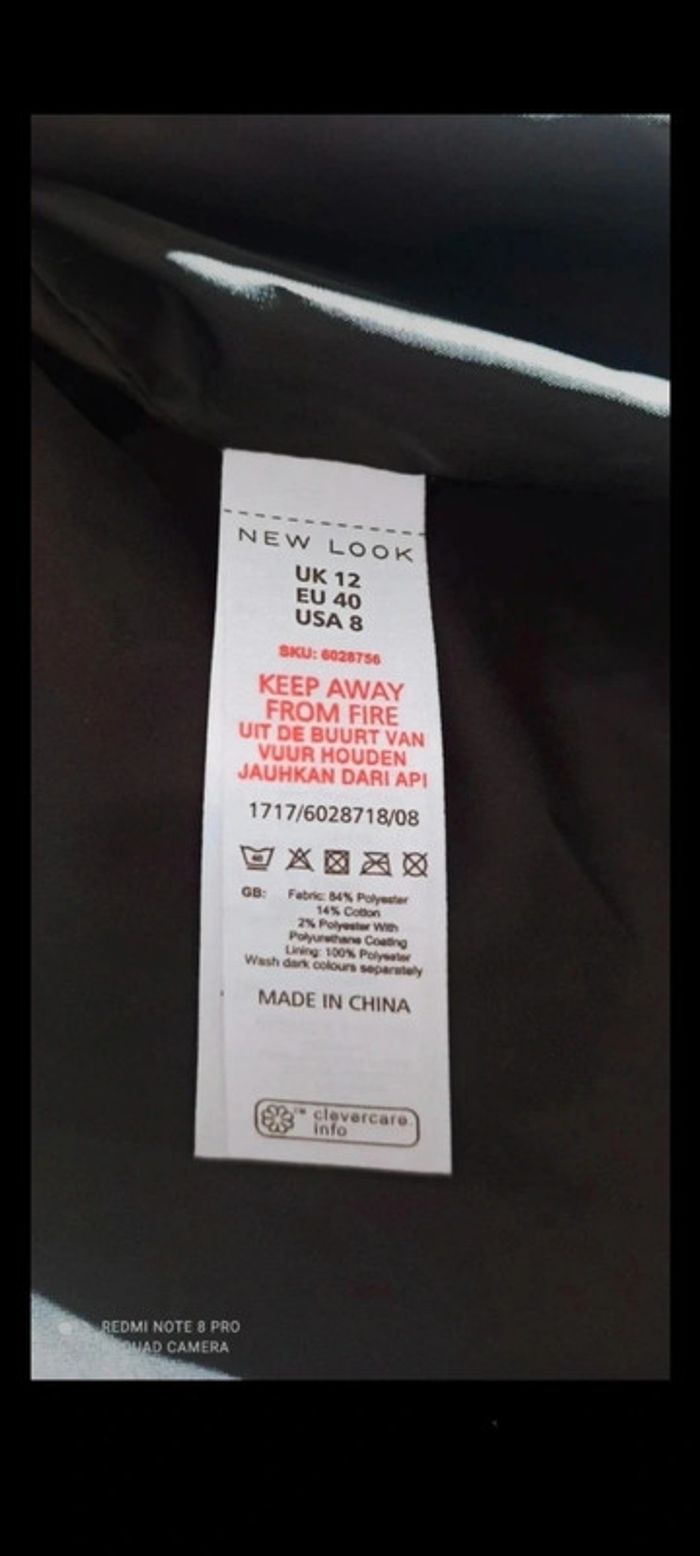 NEW LOOK
UK 12
EU 40
USA 8
SKU: 6028756
KEEP AWAY
FROM FIRE
UIT DE BUURT VAN
VUUR HOUDEN
JAUHKAN DARI API
1717/6028718/08
40
GB: Fabric: 84% Polyester
14% Cotton
2% Polyester With
Polyurethane Coating
Lining: 100% Polyester
Wash dark colours separately
MADE IN CHINA
™ clevercare.
info
REDMI NOTE 8 PRO
QUAD CAMERA